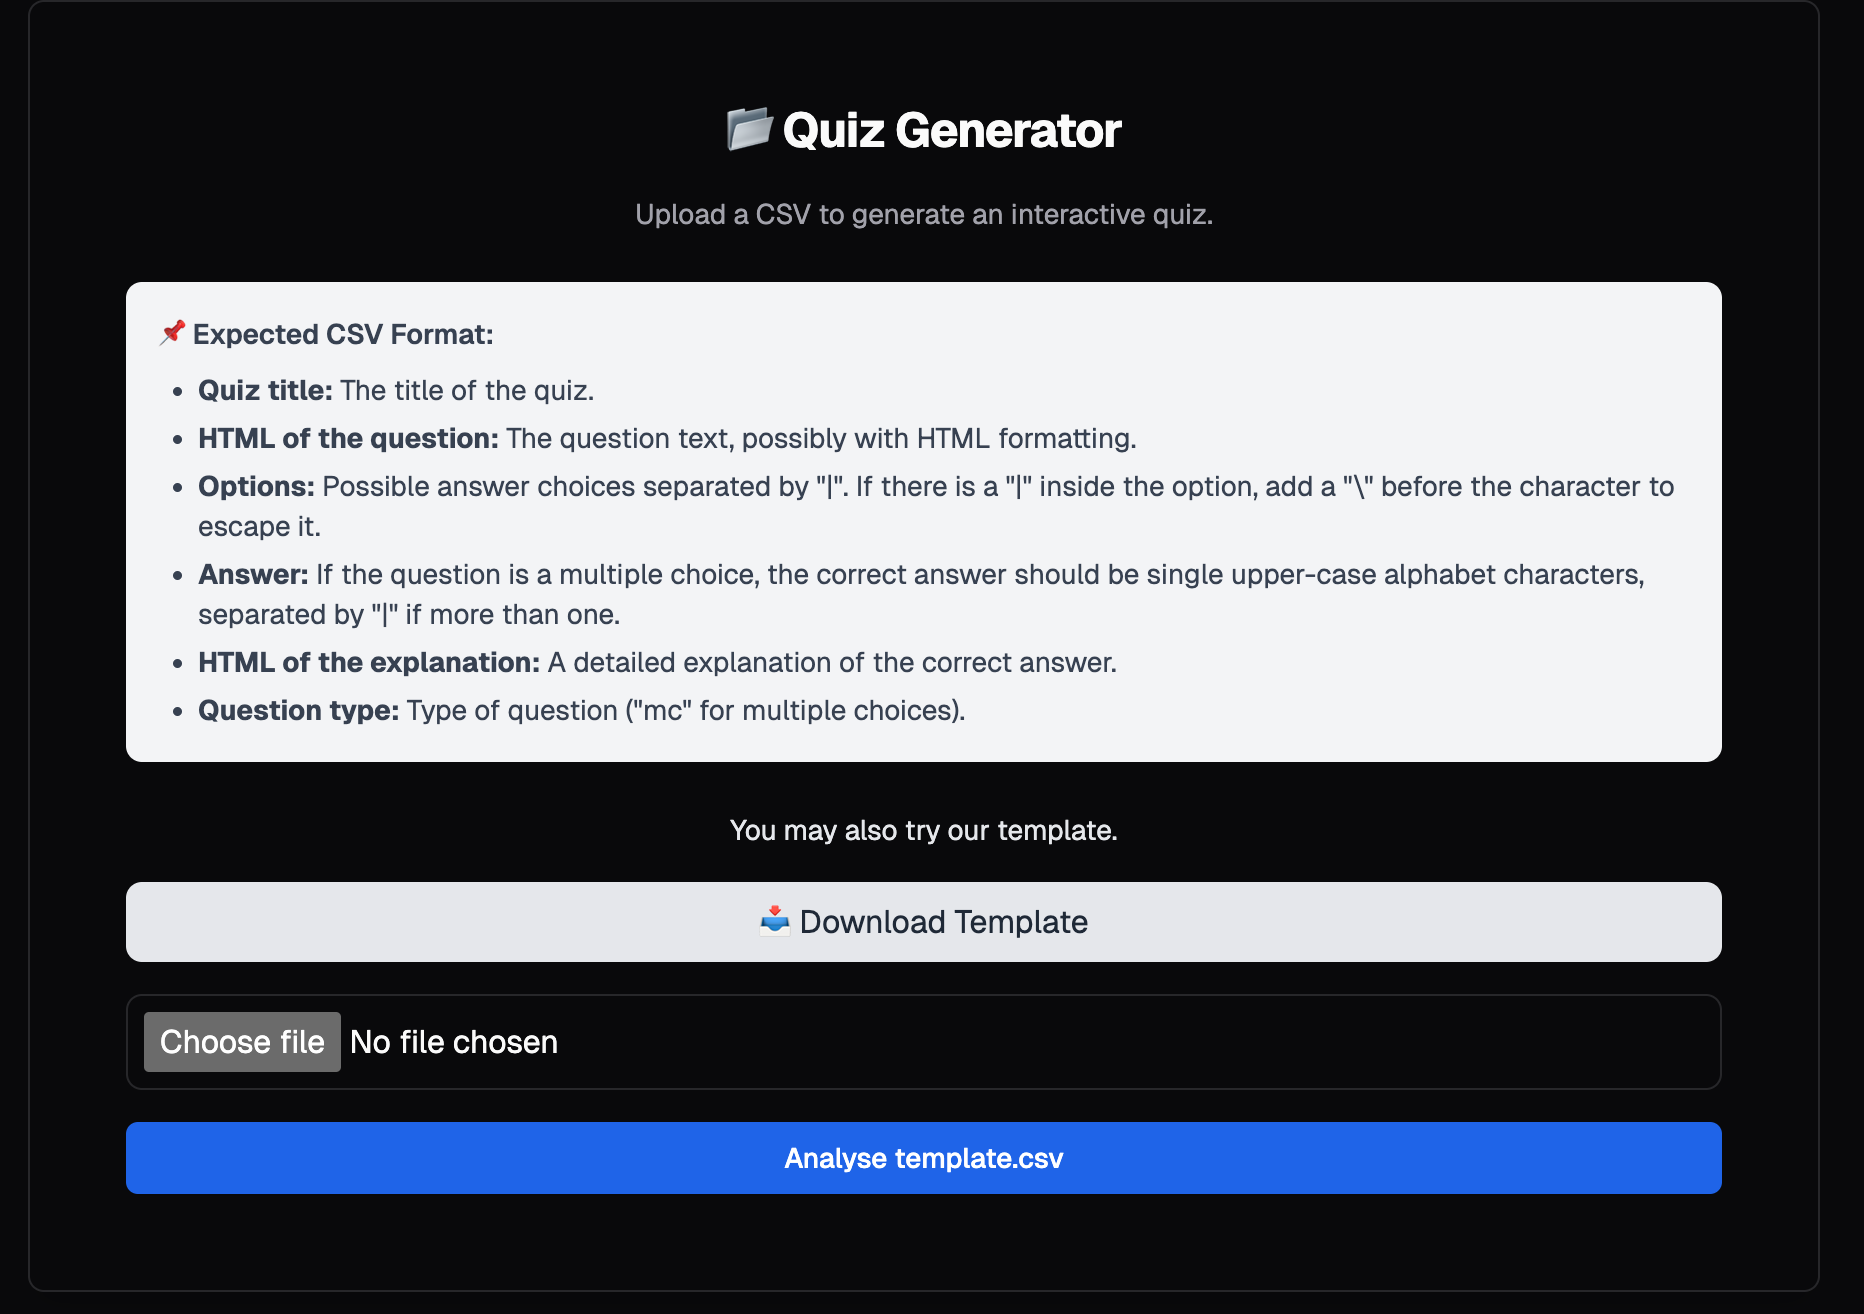 Quiz Generator
Upload a CSV to generate an interactive quiz.
Expected CSV Format:
• Quiz title: The title of the quiz.
• HTML of the question: The question text, possibly with HTML formatting.
• Options: Possible answer choices separated by "|". If there is a "|" inside the option, add a "\" before the character to
escape it.
• Answer: If the question is a multiple choice, the correct answer should be single upper-case alphabet characters,
separated by "|" if more than one.
• HTML of the explanation: A detailed explanation of the correct answer.
• Question type: Type of question ("mc" for multiple choices).
You may also try our template.
Download Template
Choose file No file chosen
Analyse template.csv